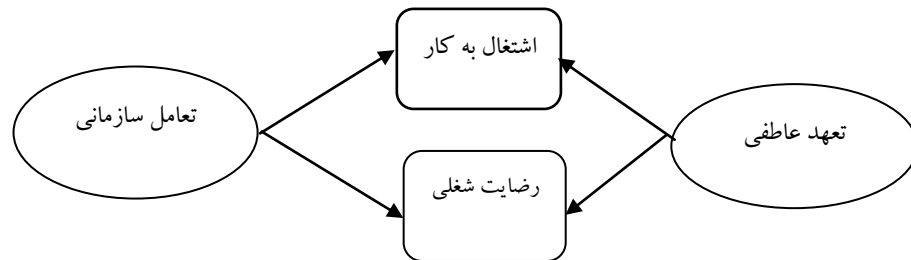 اشتغال به کار
تعهد عاطفی
تعامل سازمانی
رضایت شغلی